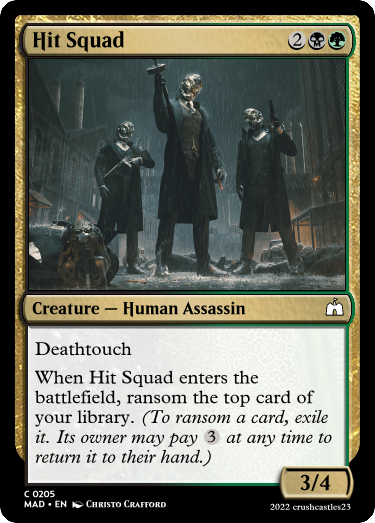 Hit Squad 2
Creature — Human Assassin
Deathtouch
When Hit Squad enters the
battlefield, ransom the top card of
your library. (To ransom a card, exile
it. Its owner may pay 3 at any time to
return it to their hand.)
3/4
C 0205
MAD • EN Christo Crafford
2022 crushcastles23